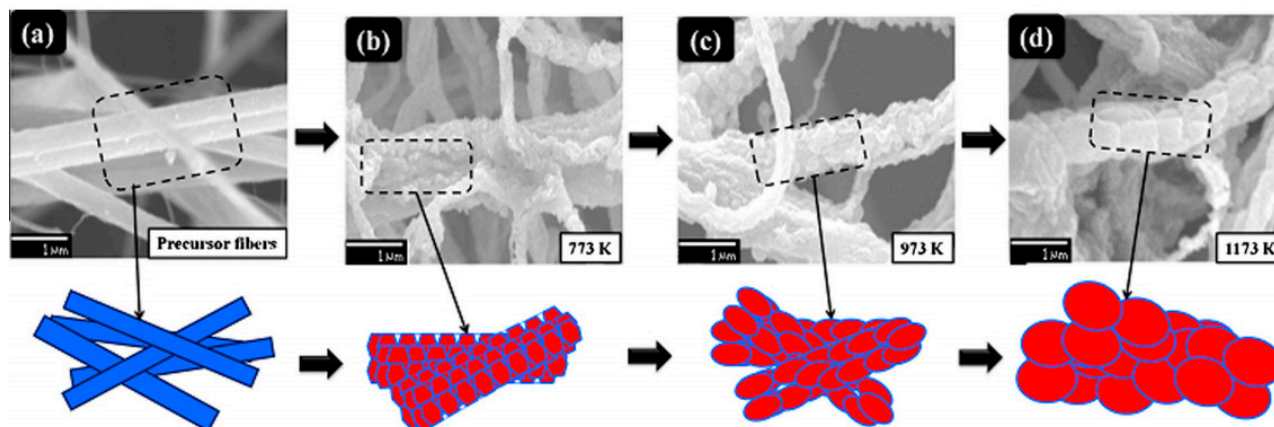 (a)
(b)
(c)
(d)
Precursor fibers
773 K
973 K
1173 K
1 μm
1 μm
1 μm
1 μm